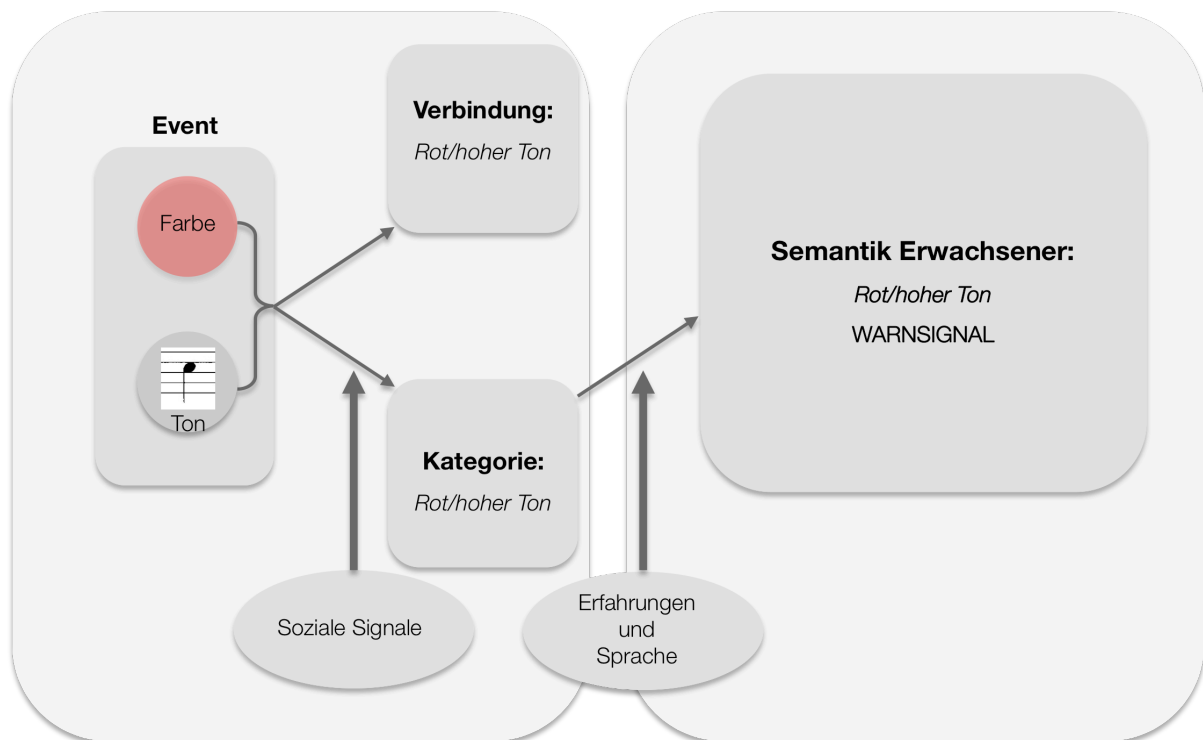 Event
Farbe
Ton
Verbindung:
Rot/hoher Ton
Kategorie:
Rot/hoher Ton
Soziale Signale
Erfahrungen
und
Sprache
Semantik Erwachsener:
Rot/hoher Ton
WARNSIGNAL